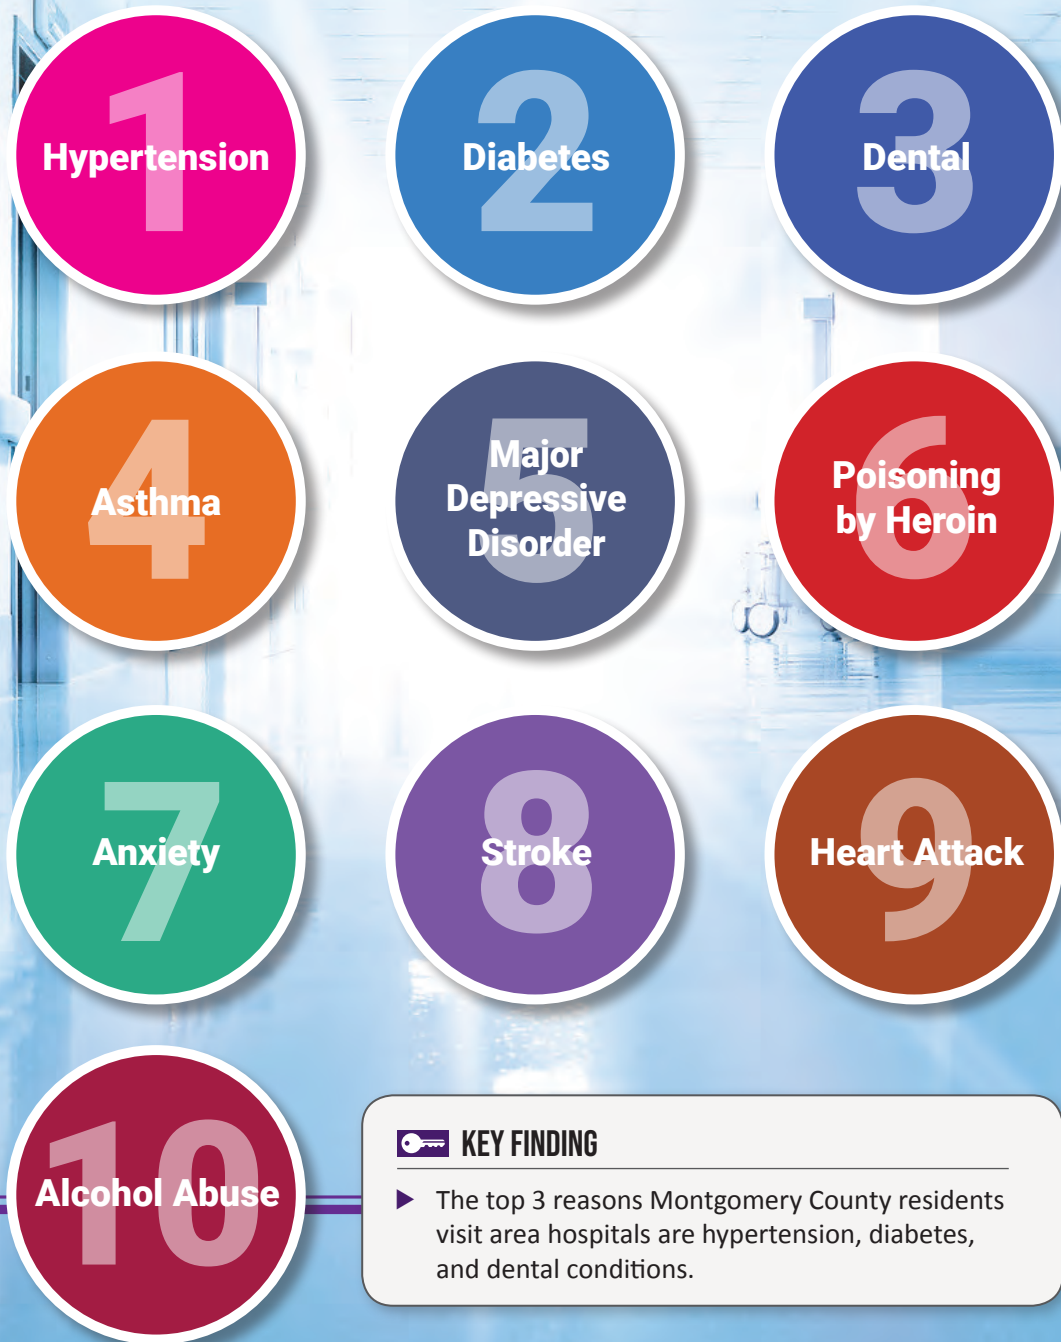 1
Hypertension
2
Diabetes
3
Dental
4
Asthma
5
Major
Depressive
Disorder
6
Poisoning
by Heroin
7
Anxiety
8
Stroke
9
Heart Attack
10
Alcohol Abuse
KEY FINDING
The top 3 reasons Montgomery County residents
visit area hospitals are hypertension, diabetes,
and dental conditions.